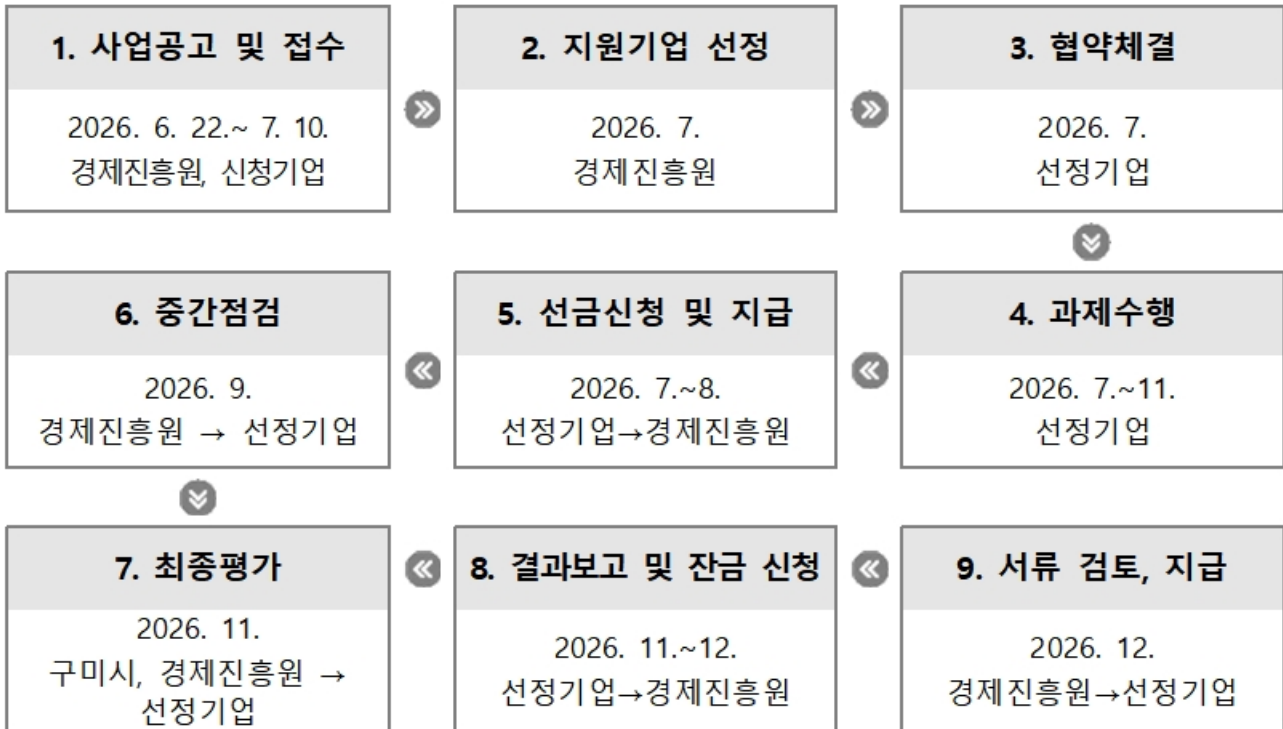 1. 사업공고 및 접수
2026. 6. 22.~ 7. 10.
경제진흥원, 신청기업
2. 지원기업 선정
2026. 7.
경제진흥원
3. 협약체결
2026. 7.
선정기업
4. 과제수행
2026. 7.~11.
선정기업
5. 선금신청 및 지급
2026. 7.~8.
선정기업→경제진흥원
6. 중간점검
2026. 9.
경제진흥원 → 선정기업
7. 최종평가
2026. 11.
구미시, 경제진흥원 →
선정기업
8. 결과보고 및 잔금 신청
2026. 11.~12.
선정기업→경제진흥원
9. 서류 검토, 지급
2026. 12.
경제진흥원→선정기업